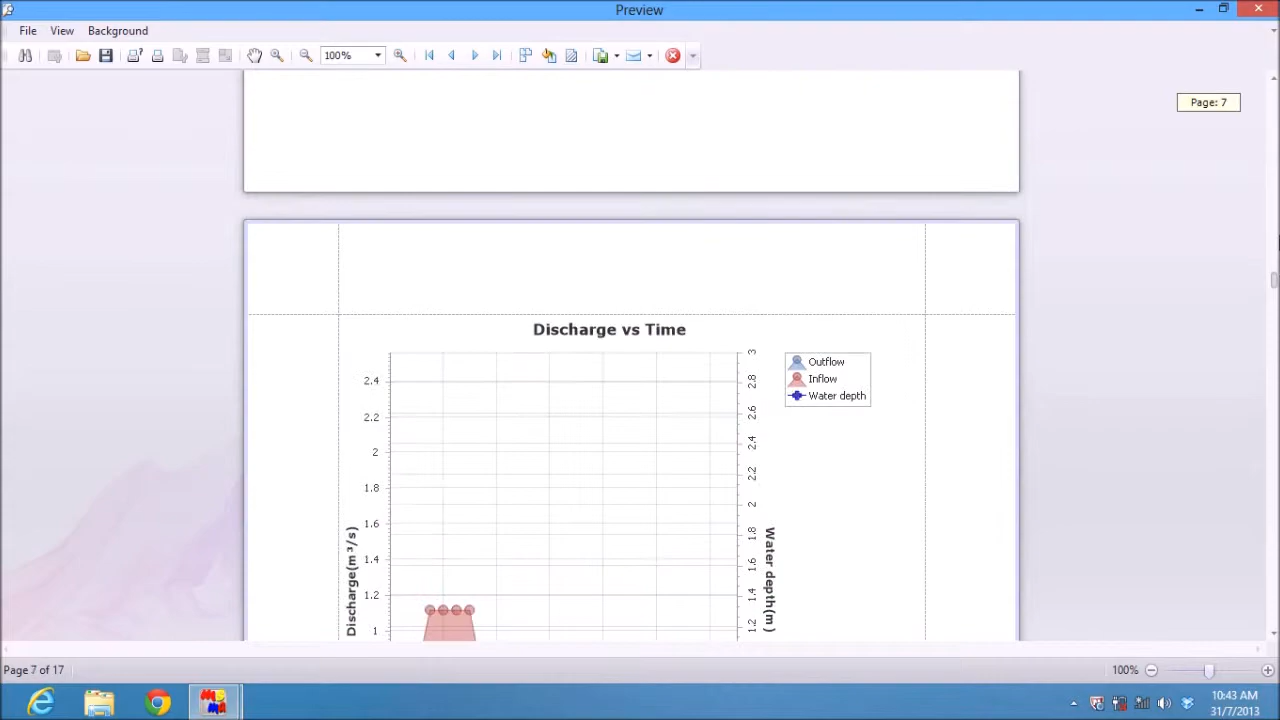 Preview
File View Background
100%
Page: 7
Discharge vs Time
Outflow
Inflow
Water depth
2.4
2.2
2
1.8
1.6
1.4
1.2
1
Discharge(m³/s)
3
2.8
2.6
2.4
2.2
2
1.8
1.6
1.4
1.2
Water depth(m )
Page 7 of 17
100%
10:43 AM
31/7/2013